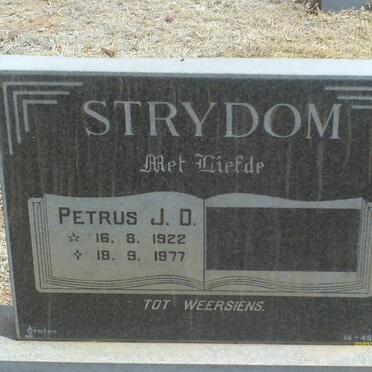 STRYDOM
Met Liefde
PETRUS J. D.
☆ 16. 8. 1922
✝ 18. 9. 1977
TOT WEERSIENS.